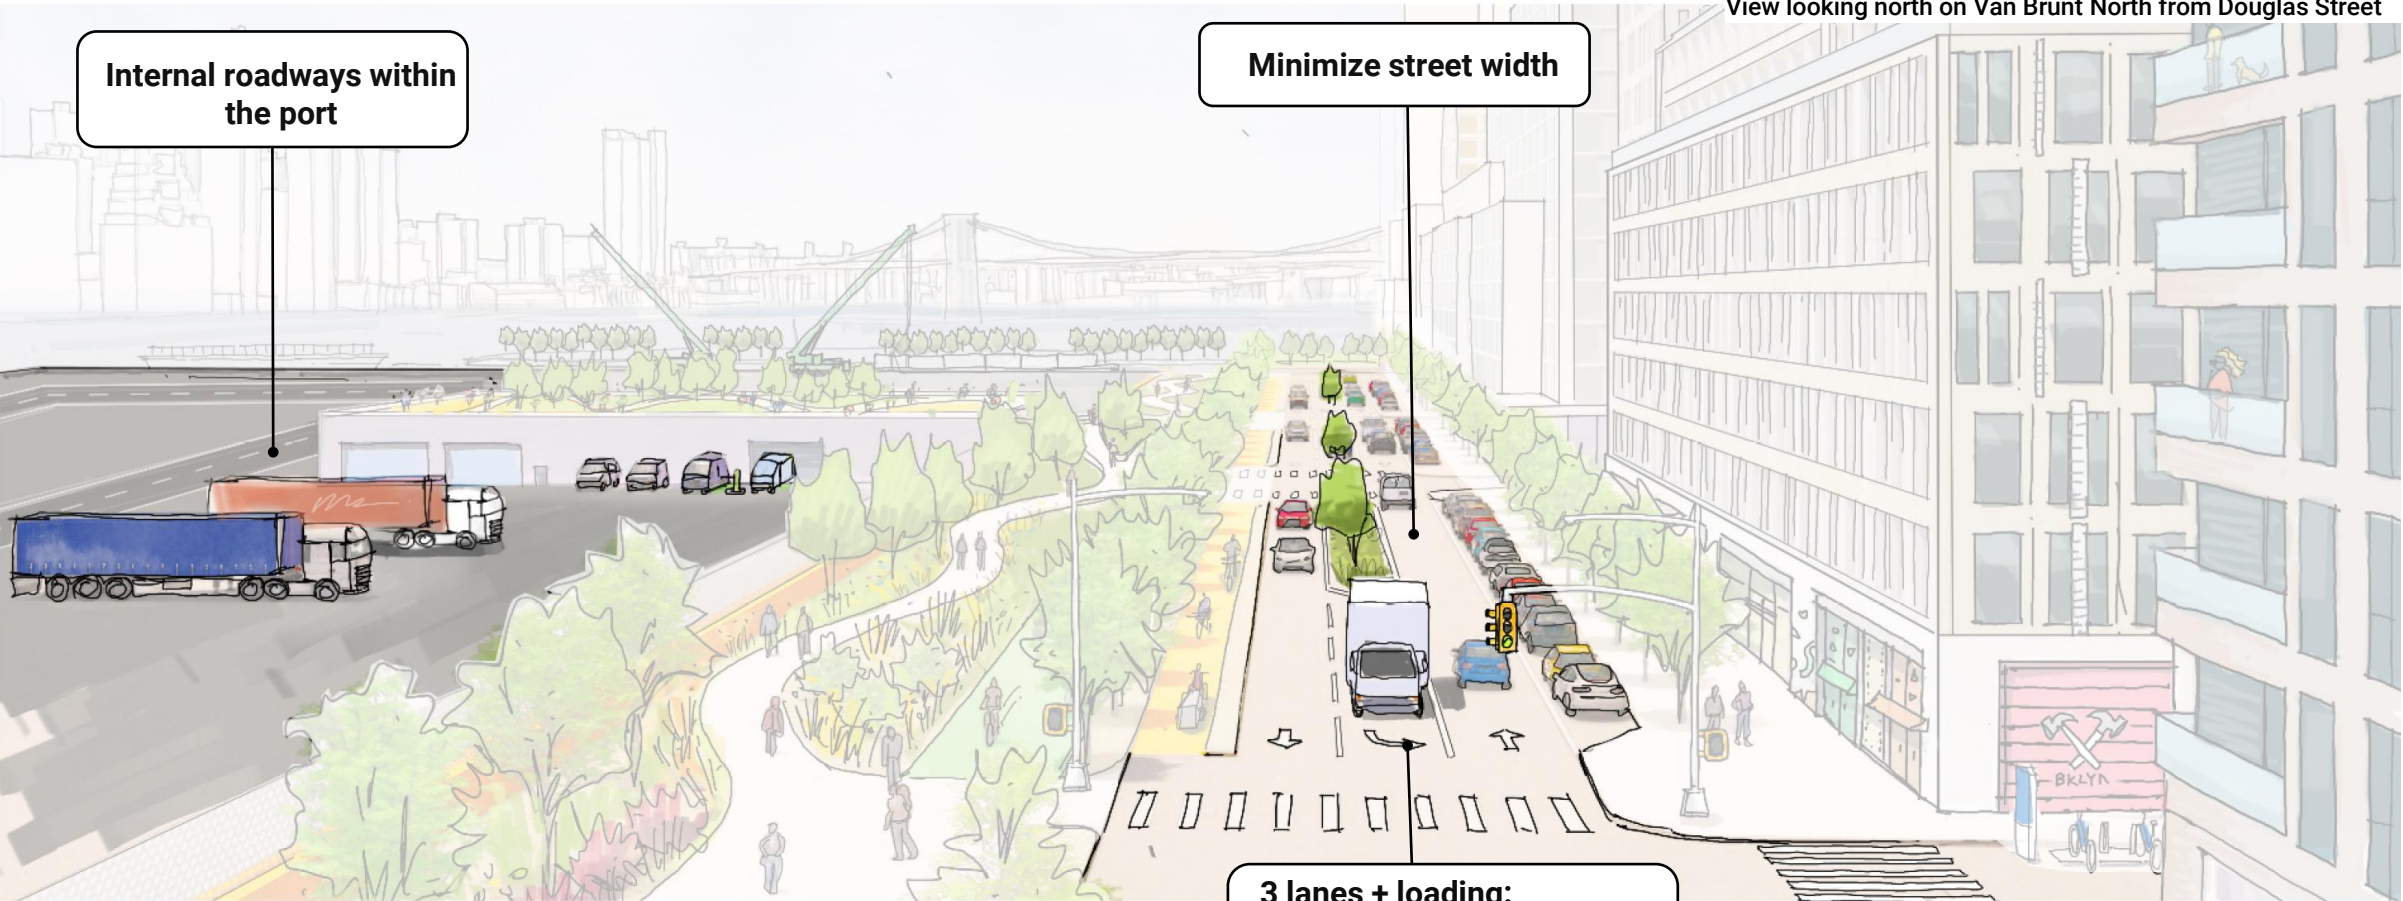 View looking north on Van Brunt North from Douglas Street
Internal roadways within
the port
Minimize street width
BKLYN
3 lanes + loading: